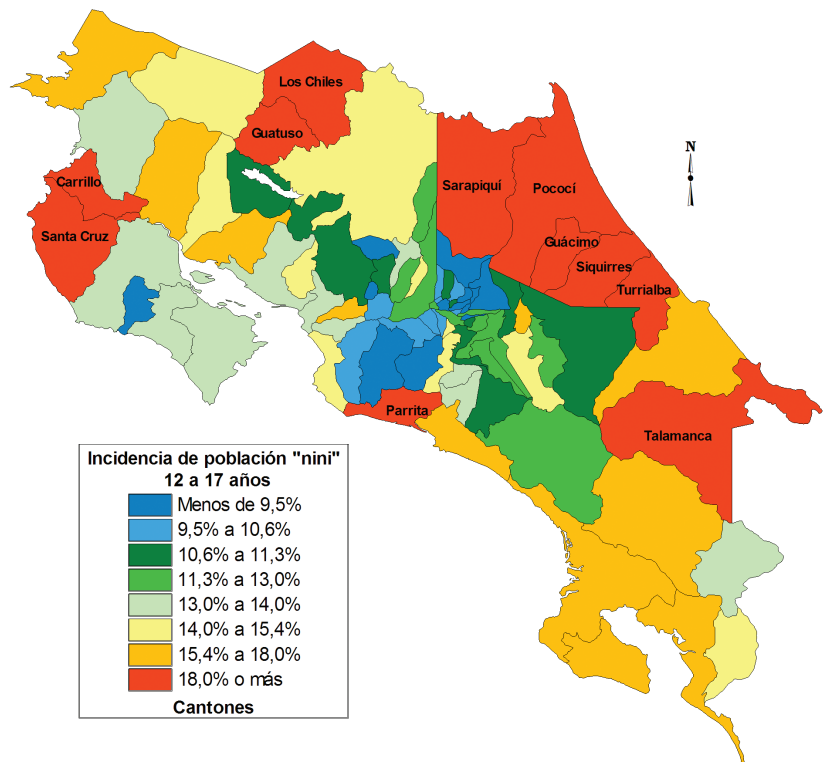 Los Chiles
Guatuso
N
Carrillo
Santa Cruz
Sarapiquí
Pococí
Guácimo
Siquirres
Turrialba
Parrita
Talamanca
Incidencia de población "nini"
12 a 17 años
Menos de 9,5%
9,5% a 10,6%
10,6% a 11,3%
11,3% a 13,0%
13,0% a 14,0%
14,0% a 15,4%
15,4% a 18,0%
18,0% o más
Cantones